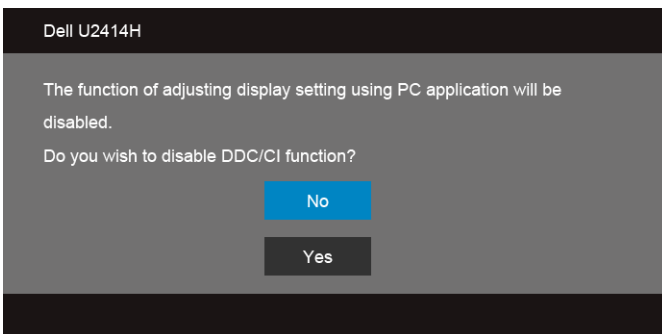 Dell U2414H
The function of adjusting display setting using PC application will be
disabled.
Do you wish to disable DDC/CI function?
No
Yes